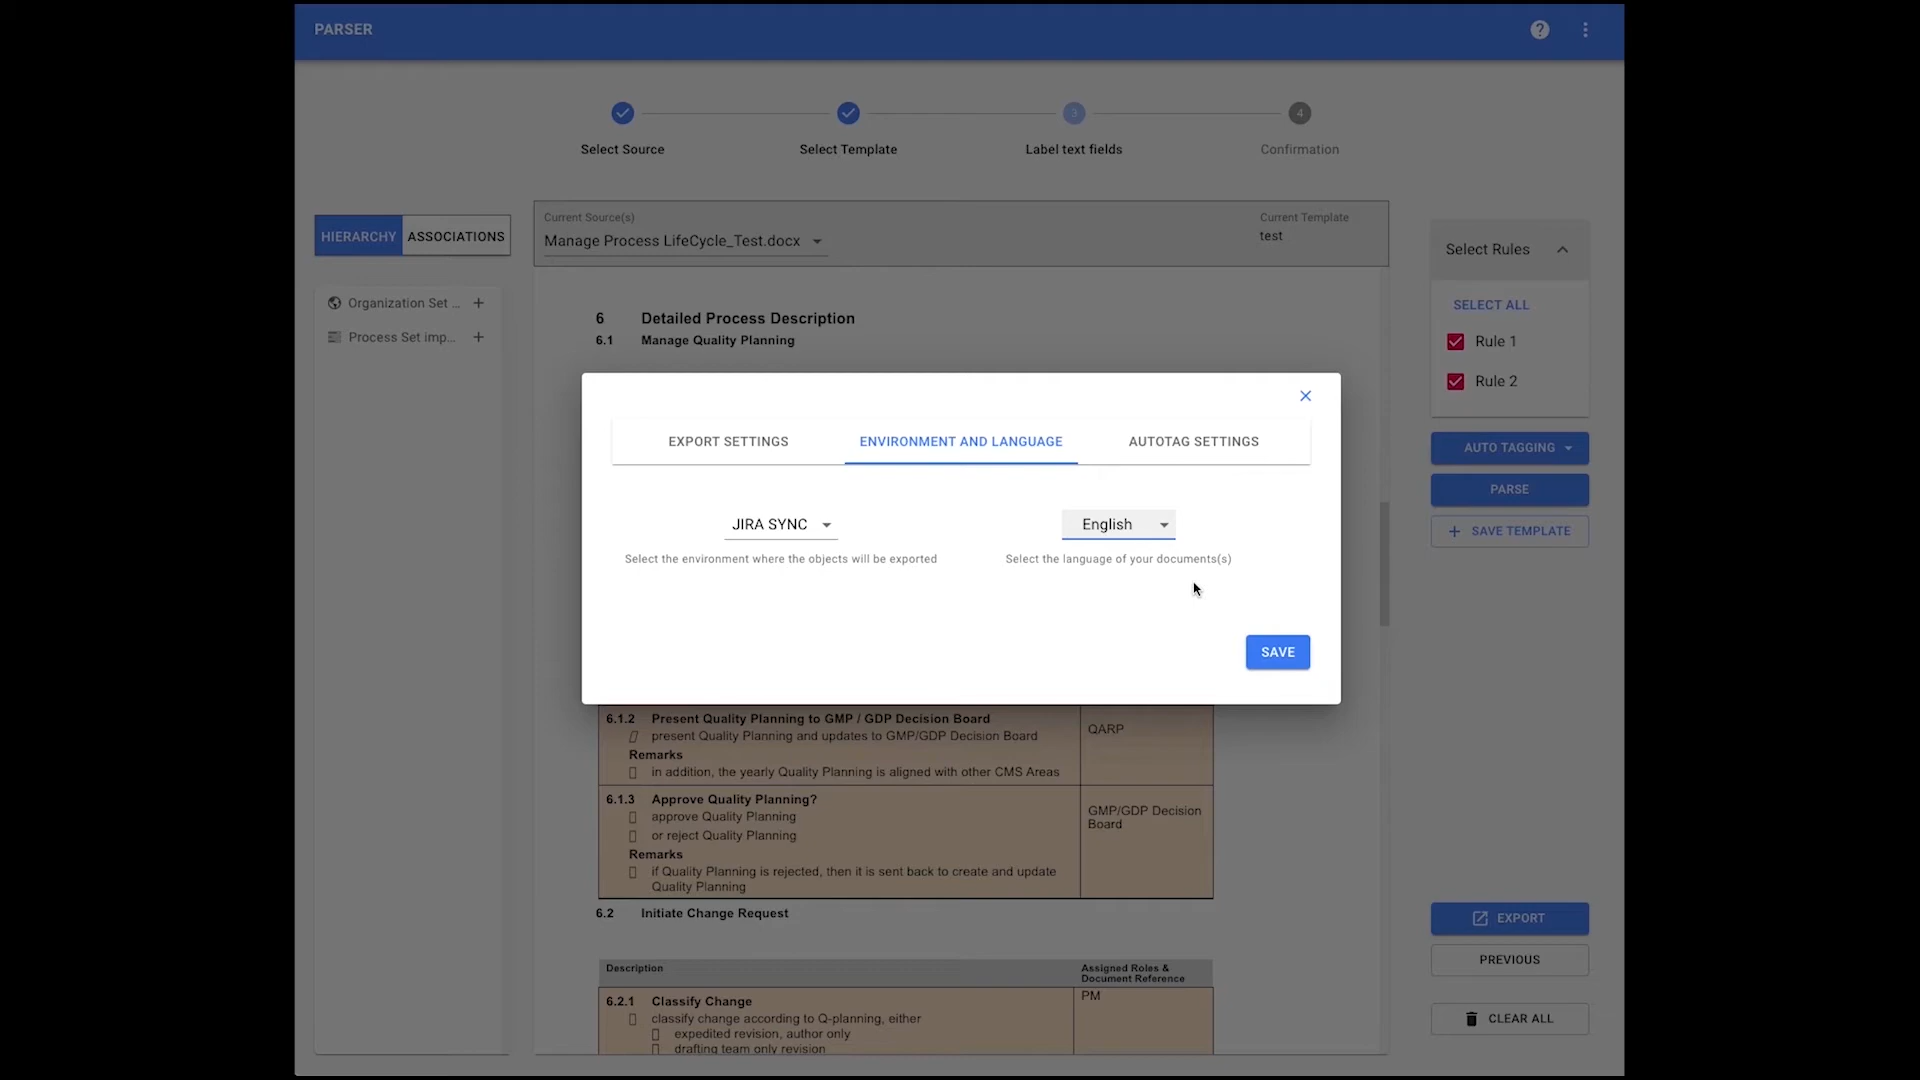 PARSER
?
3
4
Select Source
Select Template
Label text fields
Confirmation
HIERARCHY
ASSOCIATIONS
Organization Set ...
Process Set imp...
Current Source(s)
Manage Process LifeCycle_Test.docx
Current Template
test
Select Rules
SELECT ALL
Rule 1
Rule 2
AUTO TAGGING
PARSE
SAVE TEMPLATE
6 Detailed Process Description
6.1 Manage Quality Planning
EXPORT SETTINGS
ENVIRONMENT AND LANGUAGE
AUTOTAG SETTINGS
JIRA SYNC
Select the environment where the objects will be exported
English
Select the language of your documents(s)
SAVE
6.1.2 Present Quality Planning to GMP / GDP Decision Board
present Quality Planning and updates to GMP/GDP Decision Board
Remarks
in addition, the yearly Quality Planning is aligned with other CMS Areas
QARP
6.1.3 Approve Quality Planning?
approve Quality Planning
or reject Quality Planning
Remarks
if Quality Planning is rejected, then it is sent back to create and update
Quality Planning
GMP/GDP Decision
Board
6.2 Initiate Change Request
Description
Assigned Roles &
Document Reference
6.2.1 Classify Change
classify change according to Q-planning, either
expedited revision, author only
drafting team only revision
PM
EXPORT
PREVIOUS
CLEAR ALL